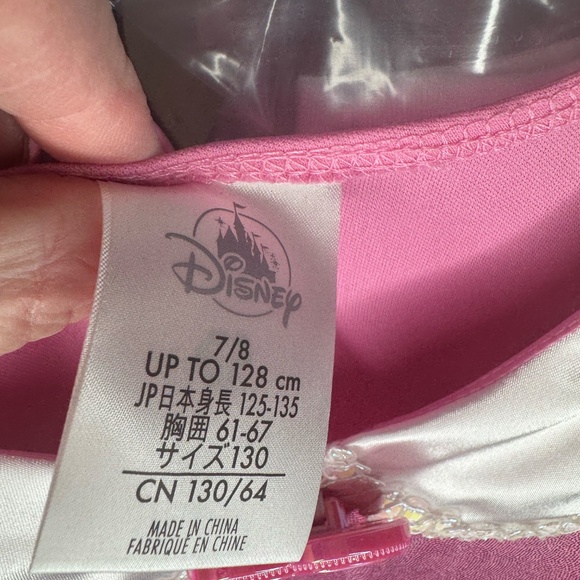 Disney
7/8
UP TO 128 cm
JP日本身長 125-135
胸囲 61-67
サイズ130
CN 130/64
MADE IN CHINA
FABRIQUÉ EN CHINE